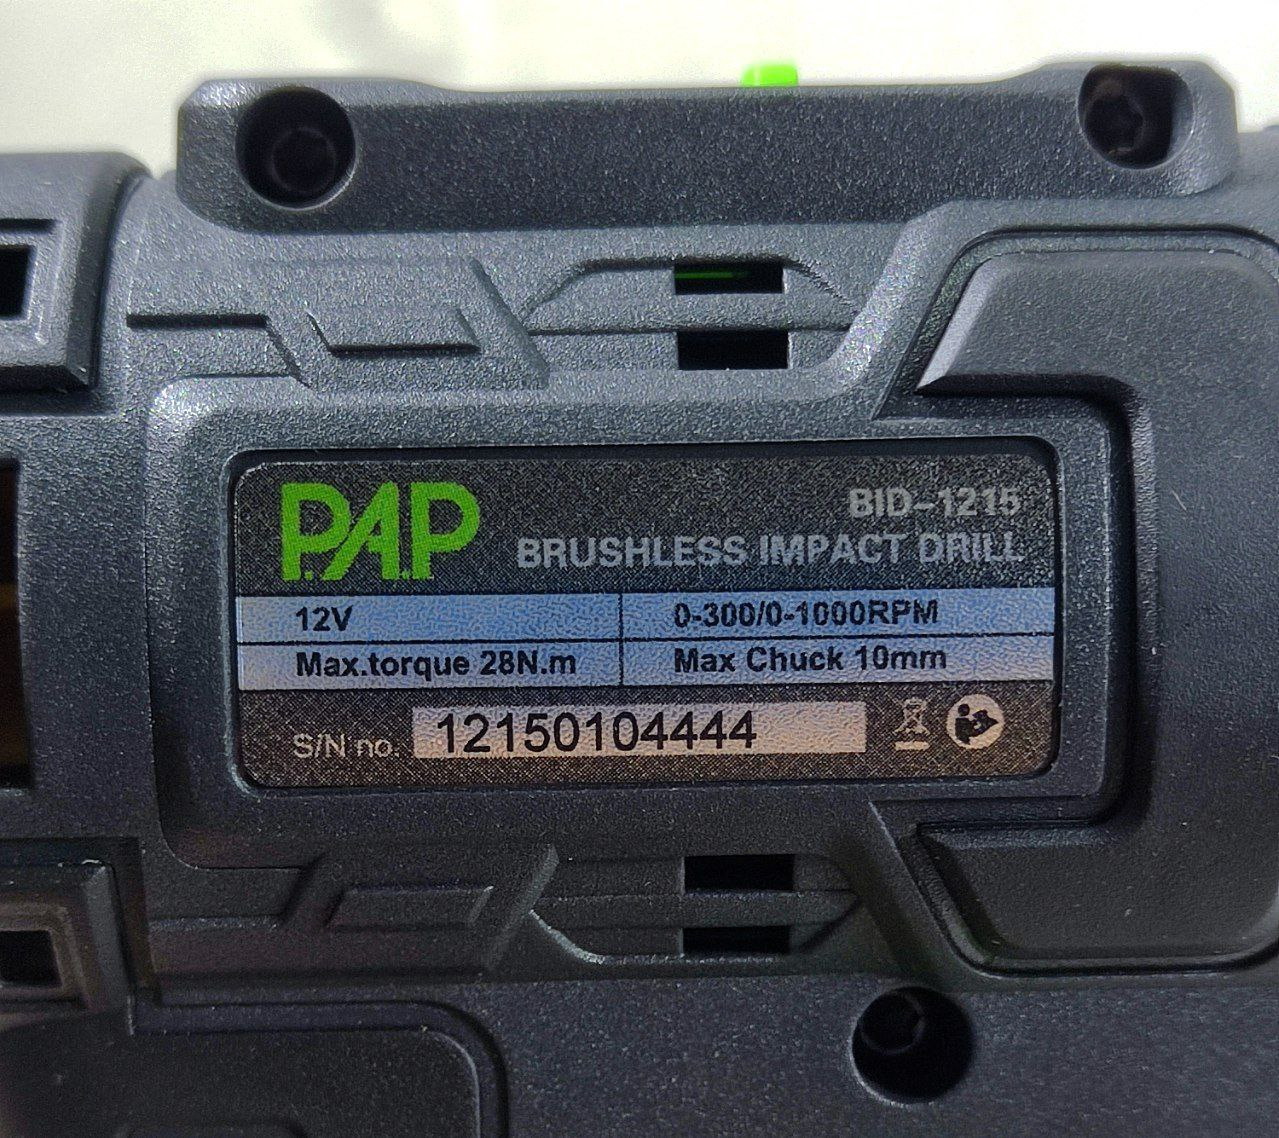 P.A.P
BID-1215
BRUSHLESS IMPACT DRILL
12V
0-300/0-1000RPM
Max.torque 28N.m
Max Chuck 10mm
S/N no. 12150104444